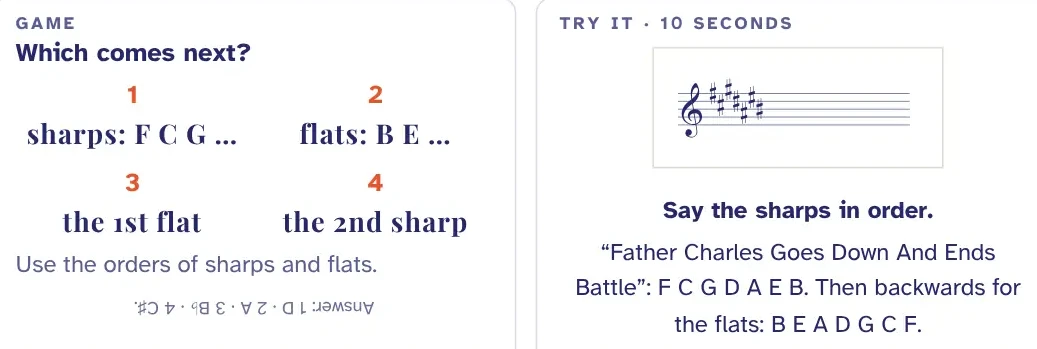 GAME
Which comes next?
1
sharps: F C G ...
2
flats: B E ...
3
the 1st flat
4
the 2nd sharp
Use the orders of sharps and flats.
Answer: 1 D · 2 A · 3 B♭ · 4 C♯.
TRY IT · 10 SECONDS
Say the sharps in order.
“Father Charles Goes Down And Ends
Battle”: F C G D A E B. Then backwards for
the flats: B E A D G C F.